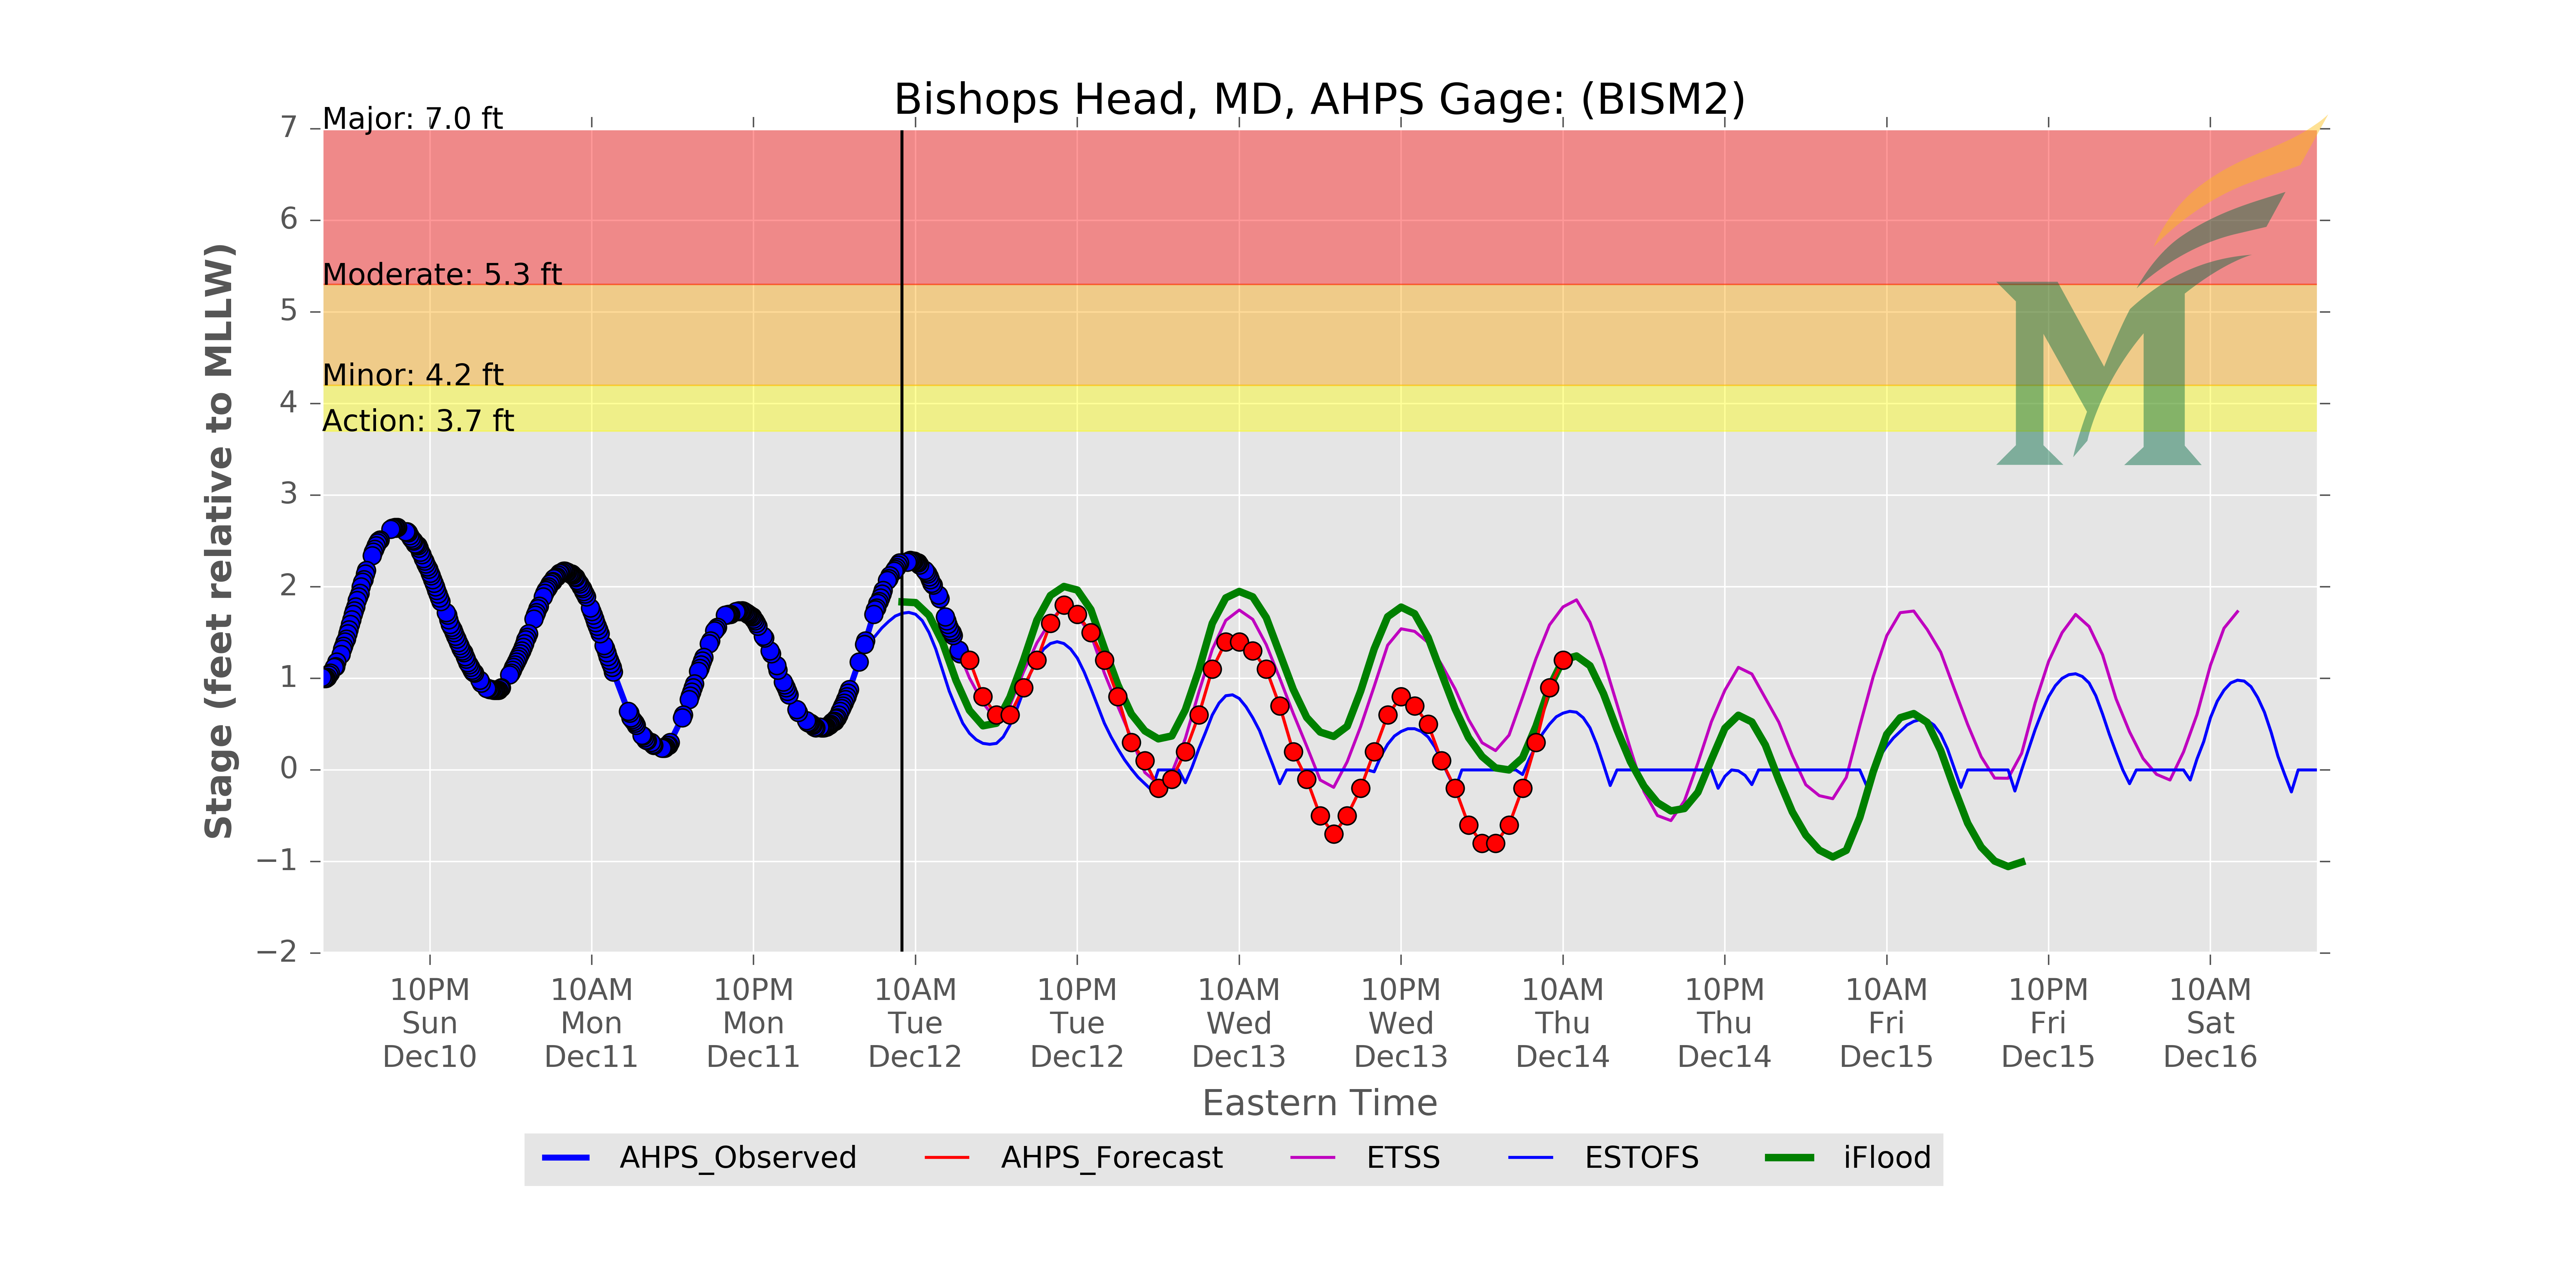 Bishops Head, MD, AHPS Gage: (BISM2)
Major: 7.0 ft
Moderate: 5.3 ft
Minor: 4.2 ft
Action: 3.7 ft
Stage (feet relative to MLLW)
7
6
5
4
3
2
1
0
−1
−2
10PM Sun Dec10
10AM Mon Dec11
10PM Mon Dec11
10AM Tue Dec12
10PM Tue Dec12
10AM Wed Dec13
10PM Wed Dec13
10AM Thu Dec14
10PM Thu Dec14
10AM Fri Dec15
10PM Fri Dec15
10AM Sat Dec16
Eastern Time
AHPS_Observed AHPS_Forecast ETSS ESTOFS iFlood
M